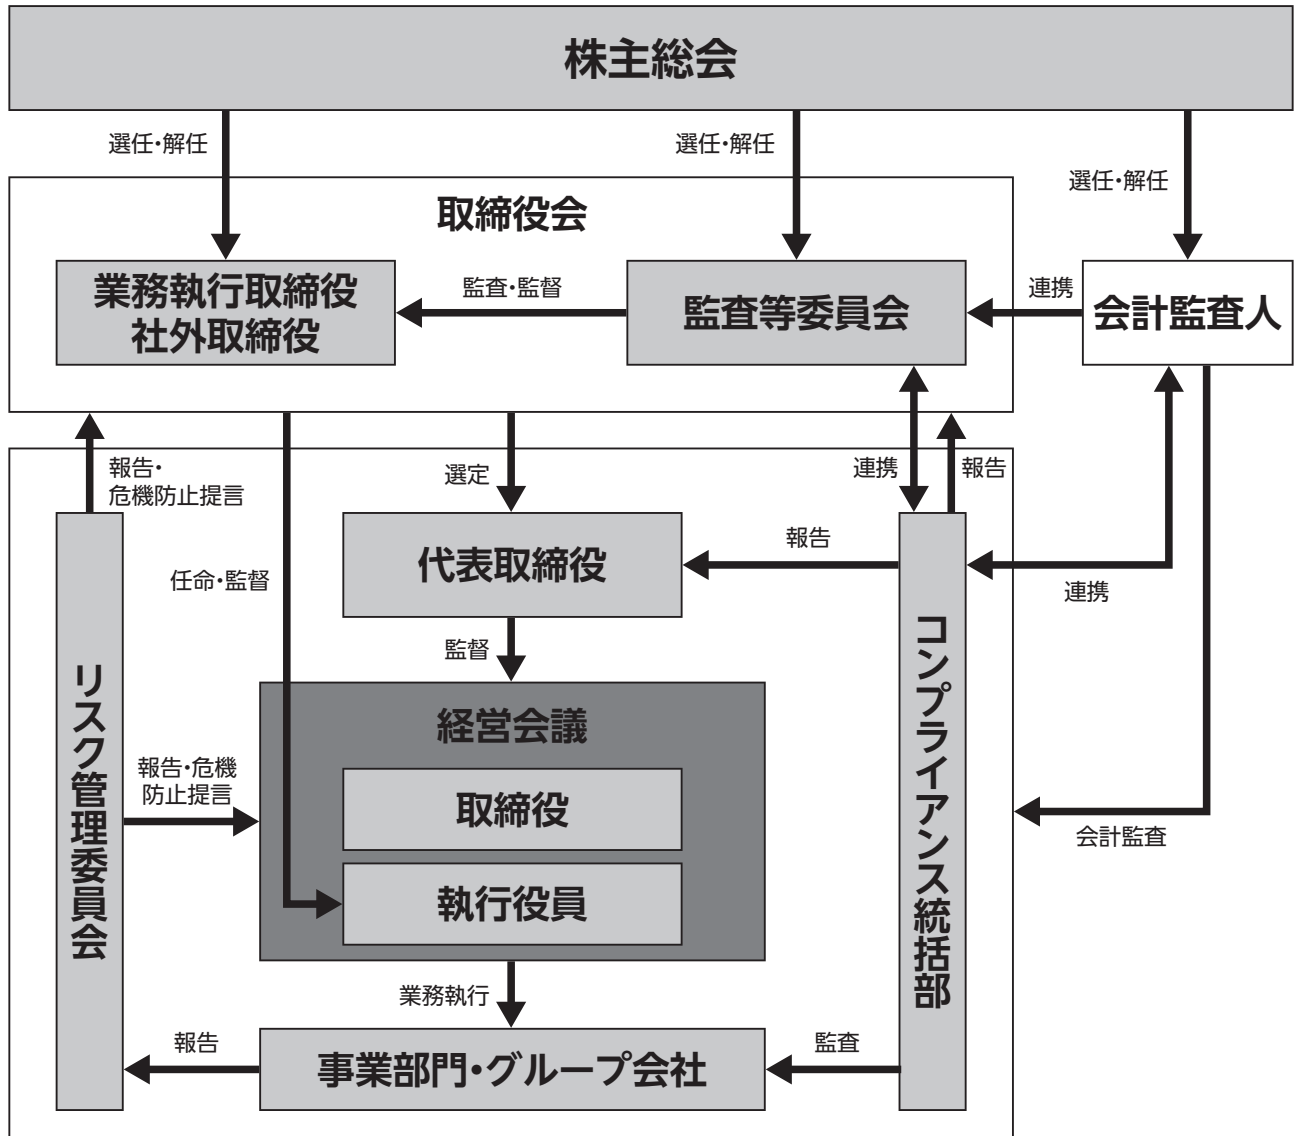 株主総会
選任・解任
選任・解任
選任・解任
取締役会
業務執行取締役
社外取締役
監査・監督
監査等委員会
連携
会計監査人
報告・
危機防止提言
選定
連携
報告
代表取締役
報告
任命・監督
連携
監督
リスク管理委員会
コンプライアンス統括部
経営会議
報告・危機
防止提言
取締役
会計監査
執行役員
業務執行
報告
事業部門・グループ会社
監査